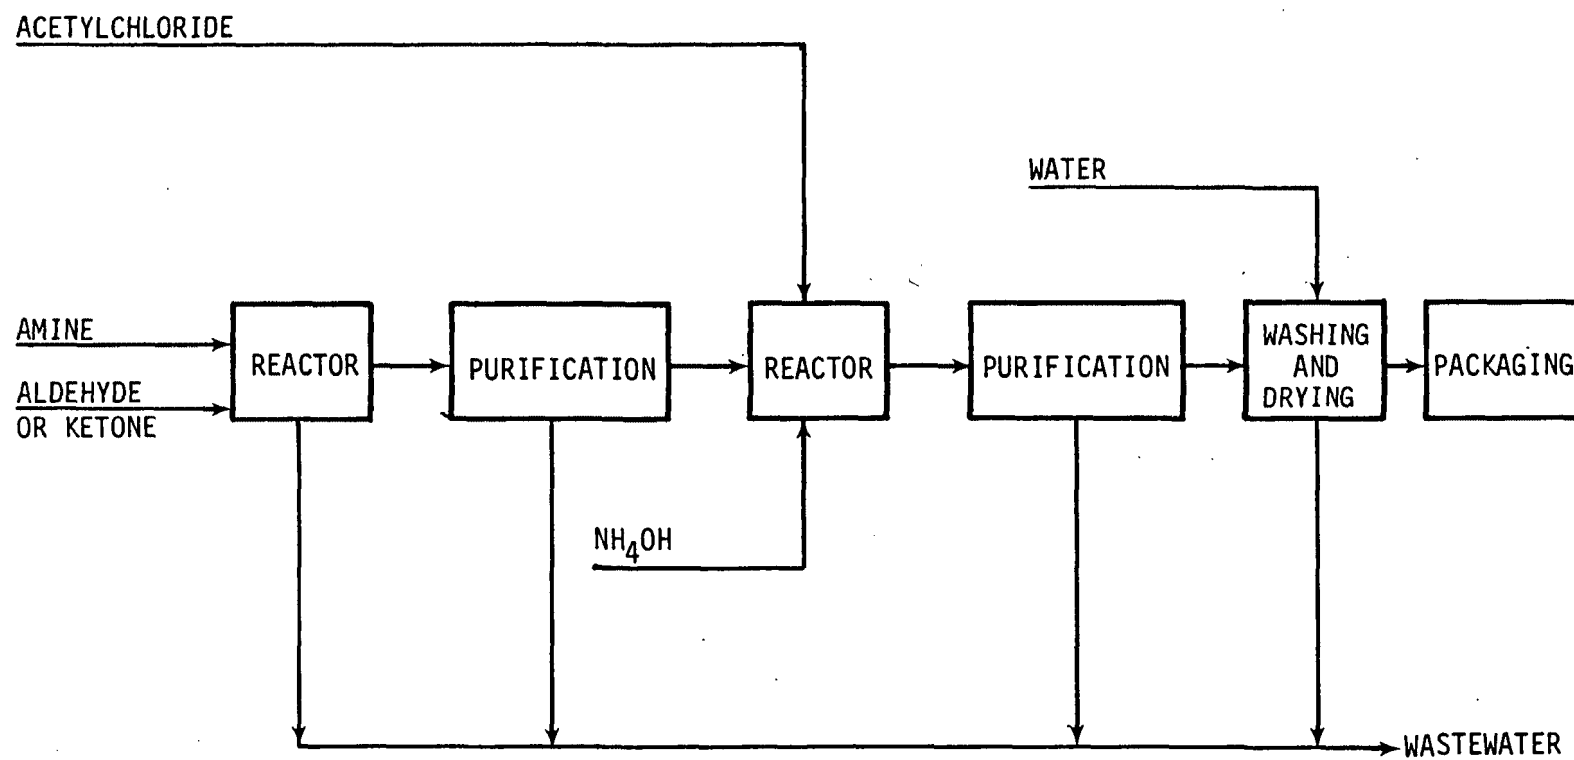 ACETYLCHLORIDE
WATER
AMINE
ALDEHYDE
OR KETONE
REACTOR
PURIFICATION
REACTOR
PURIFICATION
WASHING
AND
DRYING
PACKAGING
NH4OH
WASTEWATER